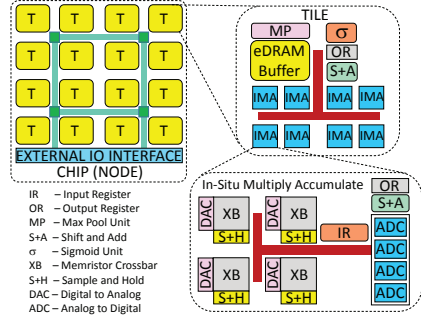 T T T T
T T T T
T T T T
T T T T
EXTERNAL IO INTERFACE
CHIP (NODE)
TILE
MP
σ
eDRAM
Buffer
OR
S+A
IMA IMA IMA IMA
IMA IMA IMA IMA
In-Situ Multiply Accumulate
OR
S+A
DAC XB DAC XB
S+H S+H
IR
DAC XB DAC XB
S+H S+H
ADC
ADC
ADC
ADC
IR – Input Register
OR – Output Register
MP – Max Pool Unit
S+A – Shift and Add
σ – Sigmoid Unit
XB – Memristor Crossbar
S+H – Sample and Hold
DAC – Digital to Analog
ADC – Analog to Digital